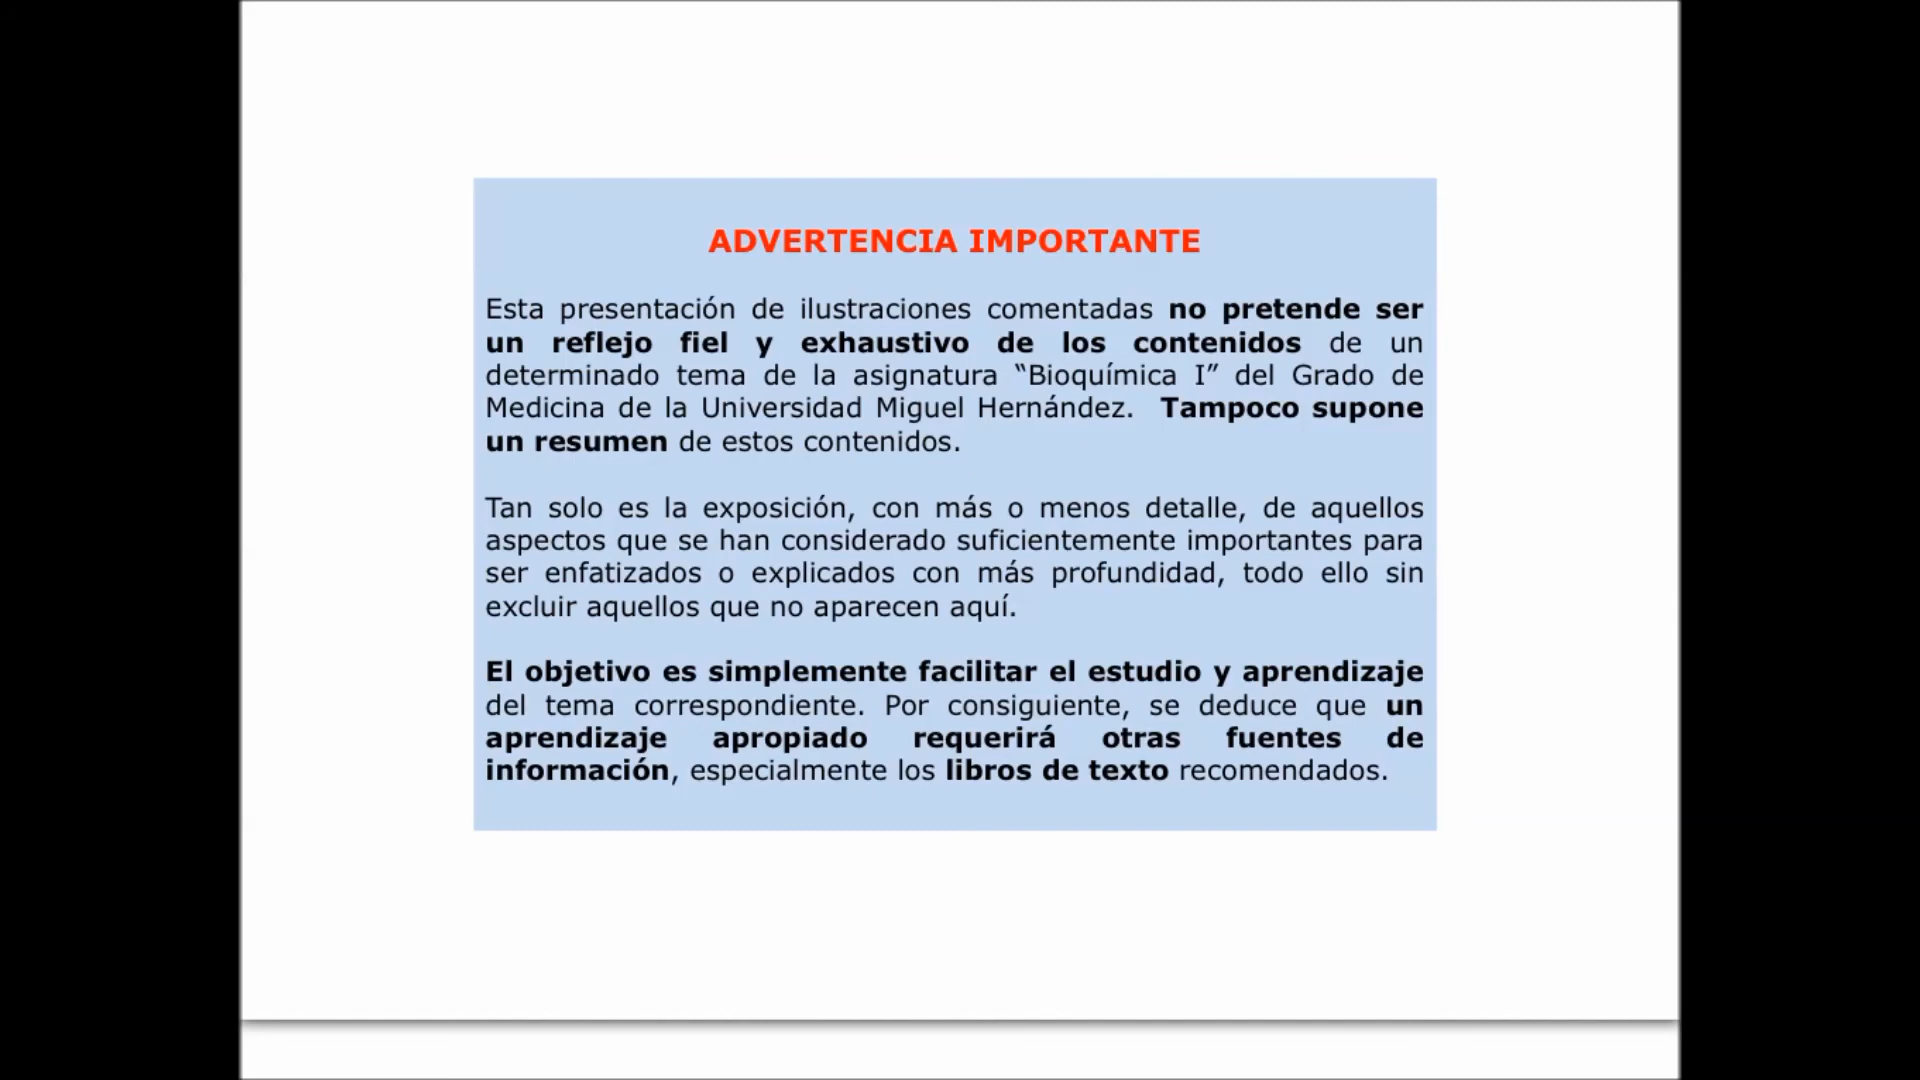 ADVERTENCIA IMPORTANTE
Esta presentación de ilustraciones comentadas no pretende ser
un reflejo fiel y exhaustivo de los contenidos de un
determinado tema de la asignatura “Bioquímica I” del Grado de
Medicina de la Universidad Miguel Hernández. Tampoco supone
un resumen de estos contenidos.
Tan solo es la exposición, con más o menos detalle, de aquellos
aspectos que se han considerado suficientemente importantes para
ser enfatizados o explicados con más profundidad, todo ello sin
excluir aquellos que no aparecen aquí.
El objetivo es simplemente facilitar el estudio y aprendizaje
del tema correspondiente. Por consiguiente, se deduce que un
aprendizaje apropiado requerirá otras fuentes de
información, especialmente los libros de texto recomendados.